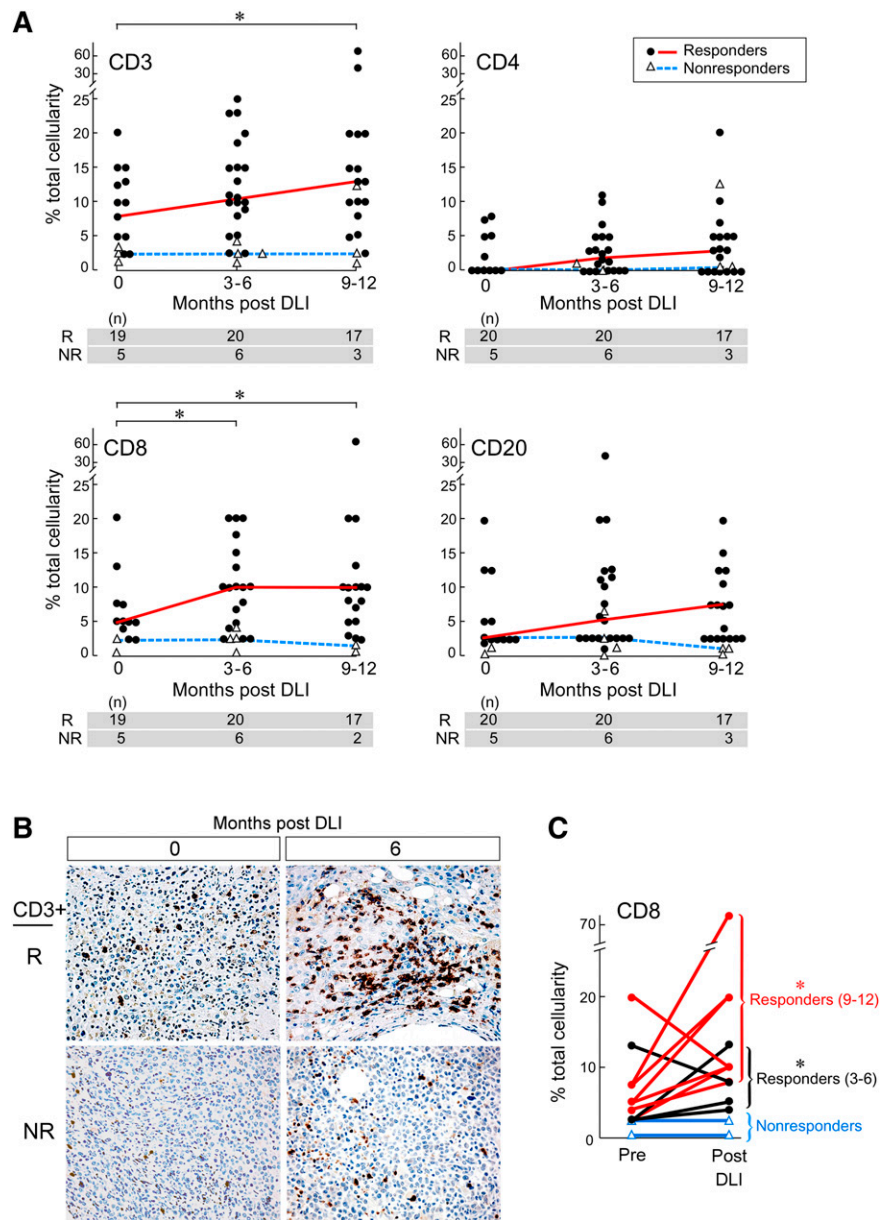 A
*
CD3
CD4
Responders
Nonresponders
% total cellularity
60
30
25
20
15
10
5
0
60
30
25
20
15
10
5
0
0 3-6 9-12
Months post DLI
0 3-6 9-12
Months post DLI
(n)
R 19 20 17
NR 5 6 3
(n)
R 20 20 17
NR 5 6 3
*
*
CD8
CD20
% total cellularity
60
30
25
20
15
10
5
0
60
30
25
20
15
10
5
0
0 3-6 9-12
Months post DLI
0 3-6 9-12
Months post DLI
(n)
R 19 20 17
NR 5 6 2
(n)
R 20 20 17
NR 5 6 3
B
Months post DLI
0 6
CD3+
R
NR
C
CD8
% total cellularity
70
20
10
0
*
Responders (9-12)
*
Responders (3-6)
Nonresponders
Pre Post
DLI